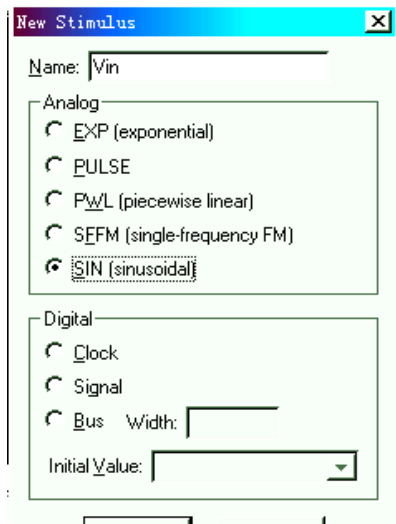 New Stimulus
Name: Vin
Analog
EXP (exponential)
PULSE
PWL (piecewise linear)
SFFM (single-frequency FM)
SIN (sinusoidal)
Digital
Clock
Signal
Bus Width:
Initial Value: